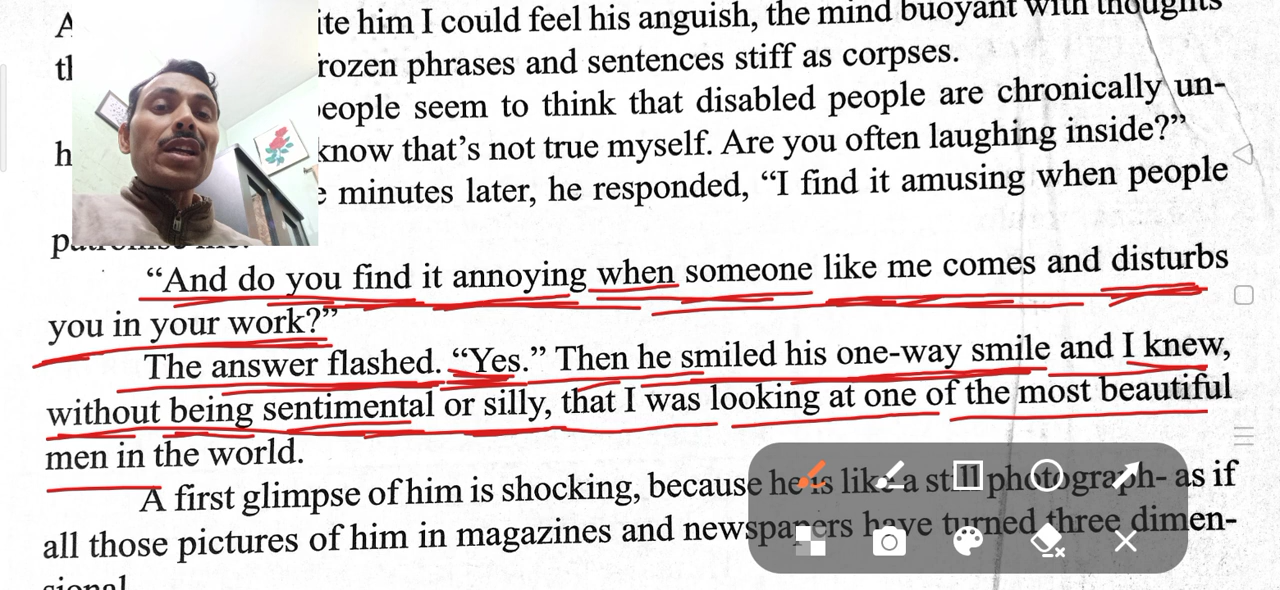 ite him I could feel his anguish, the mind buoyant with thoughts
rozen phrases and sentences stiff as corpses.
people seem to think that disabled people are chronically un-
h know that's not true myself. Are you often laughing inside?"
minutes later, he responded, "I find it amusing when people
"And do you find it annoying when someone like me comes and disturbs
you in your work?"
The answer flashed. "Yes." Then he smiled his one-way smile and I knew,
without being sentimental or silly, that I was looking at one of the most beautiful
men in the world.
A first glimpse of him is shocking, because he is like a still photograph- as if
all those pictures of him in magazines and newspapers have turned three dimen-
sional